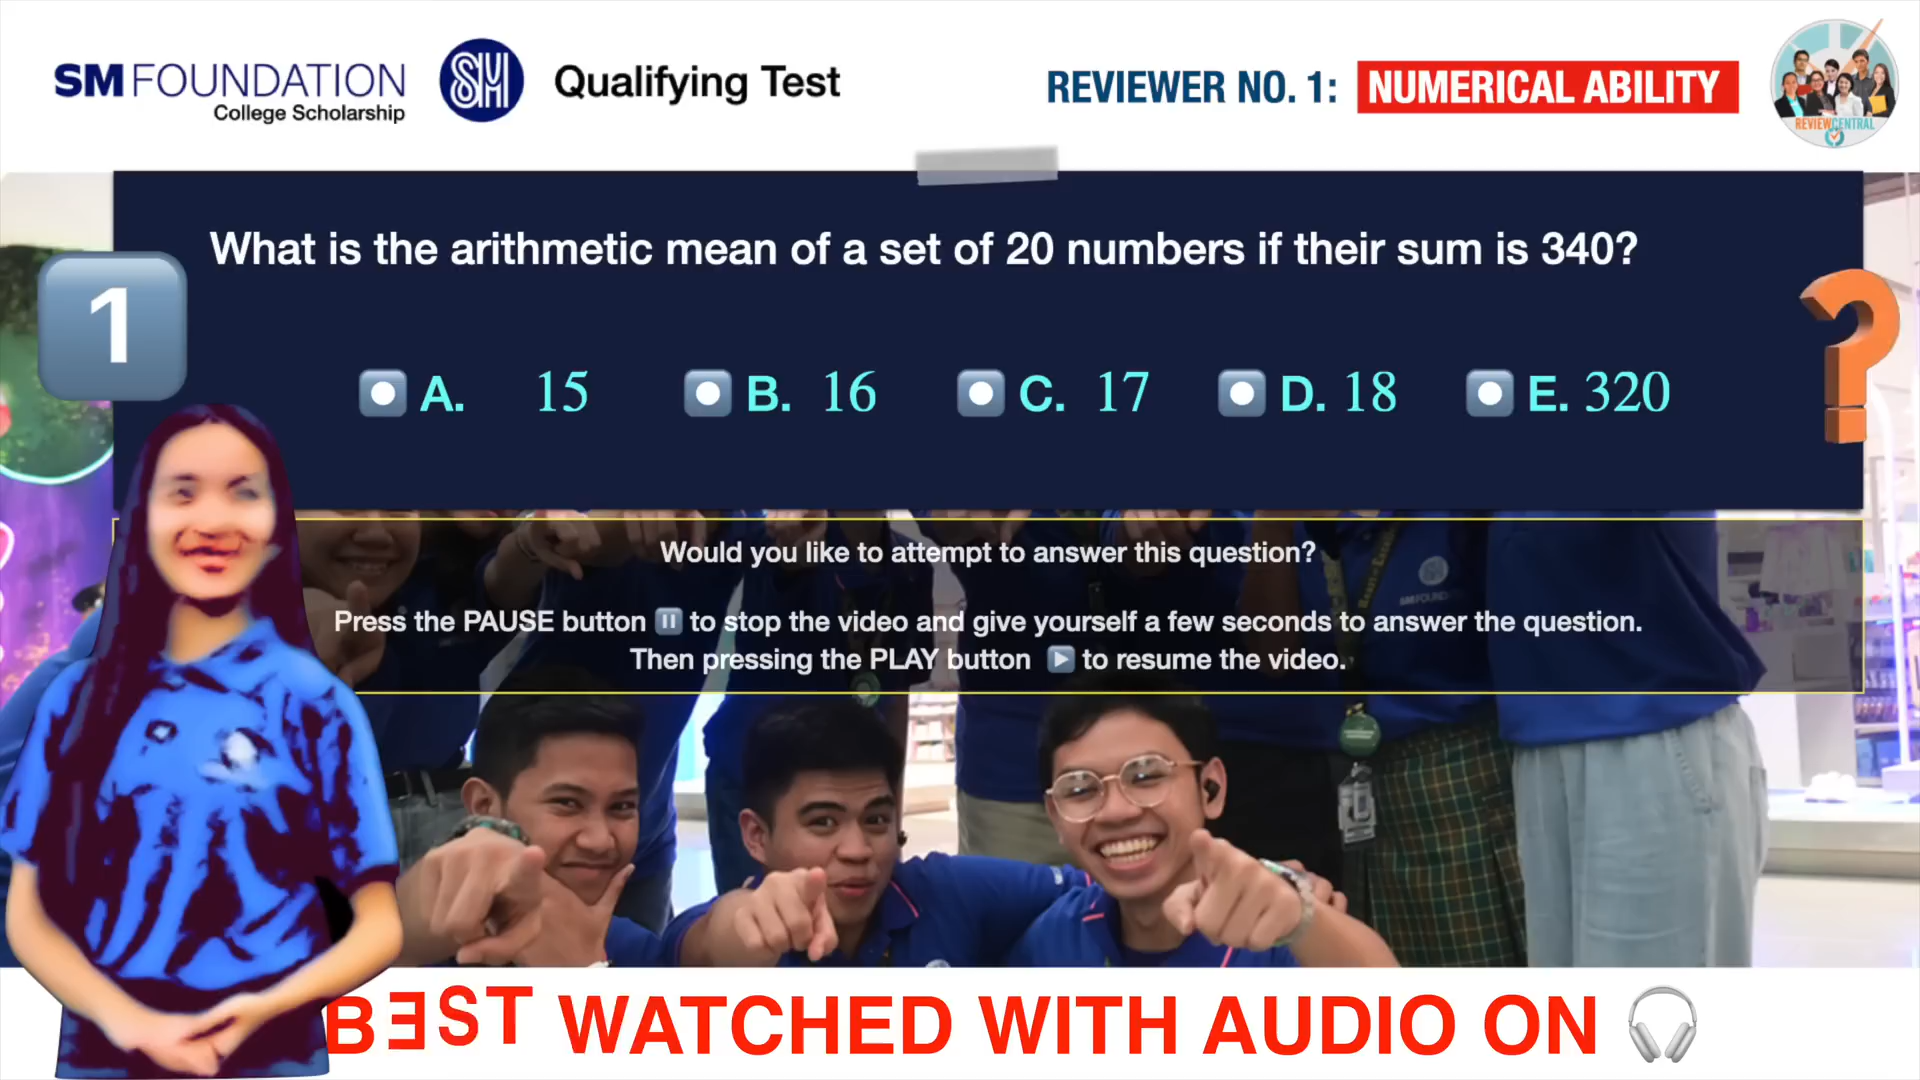 SM FOUNDATION
College Scholarship
SM
Qualifying Test
REVIEWER NO. 1: NUMERICAL ABILITY
REVIEWCENTRAL
1
What is the arithmetic mean of a set of 20 numbers if their sum is 340?
?
A. 15 B. 16 C. 17 D. 18 E. 320
Would you like to attempt to answer this question?
Press the PAUSE button to stop the video and give yourself a few seconds to answer the question.
Then pressing the PLAY button to resume the video.
BEST WATCHED WITH AUDIO ON